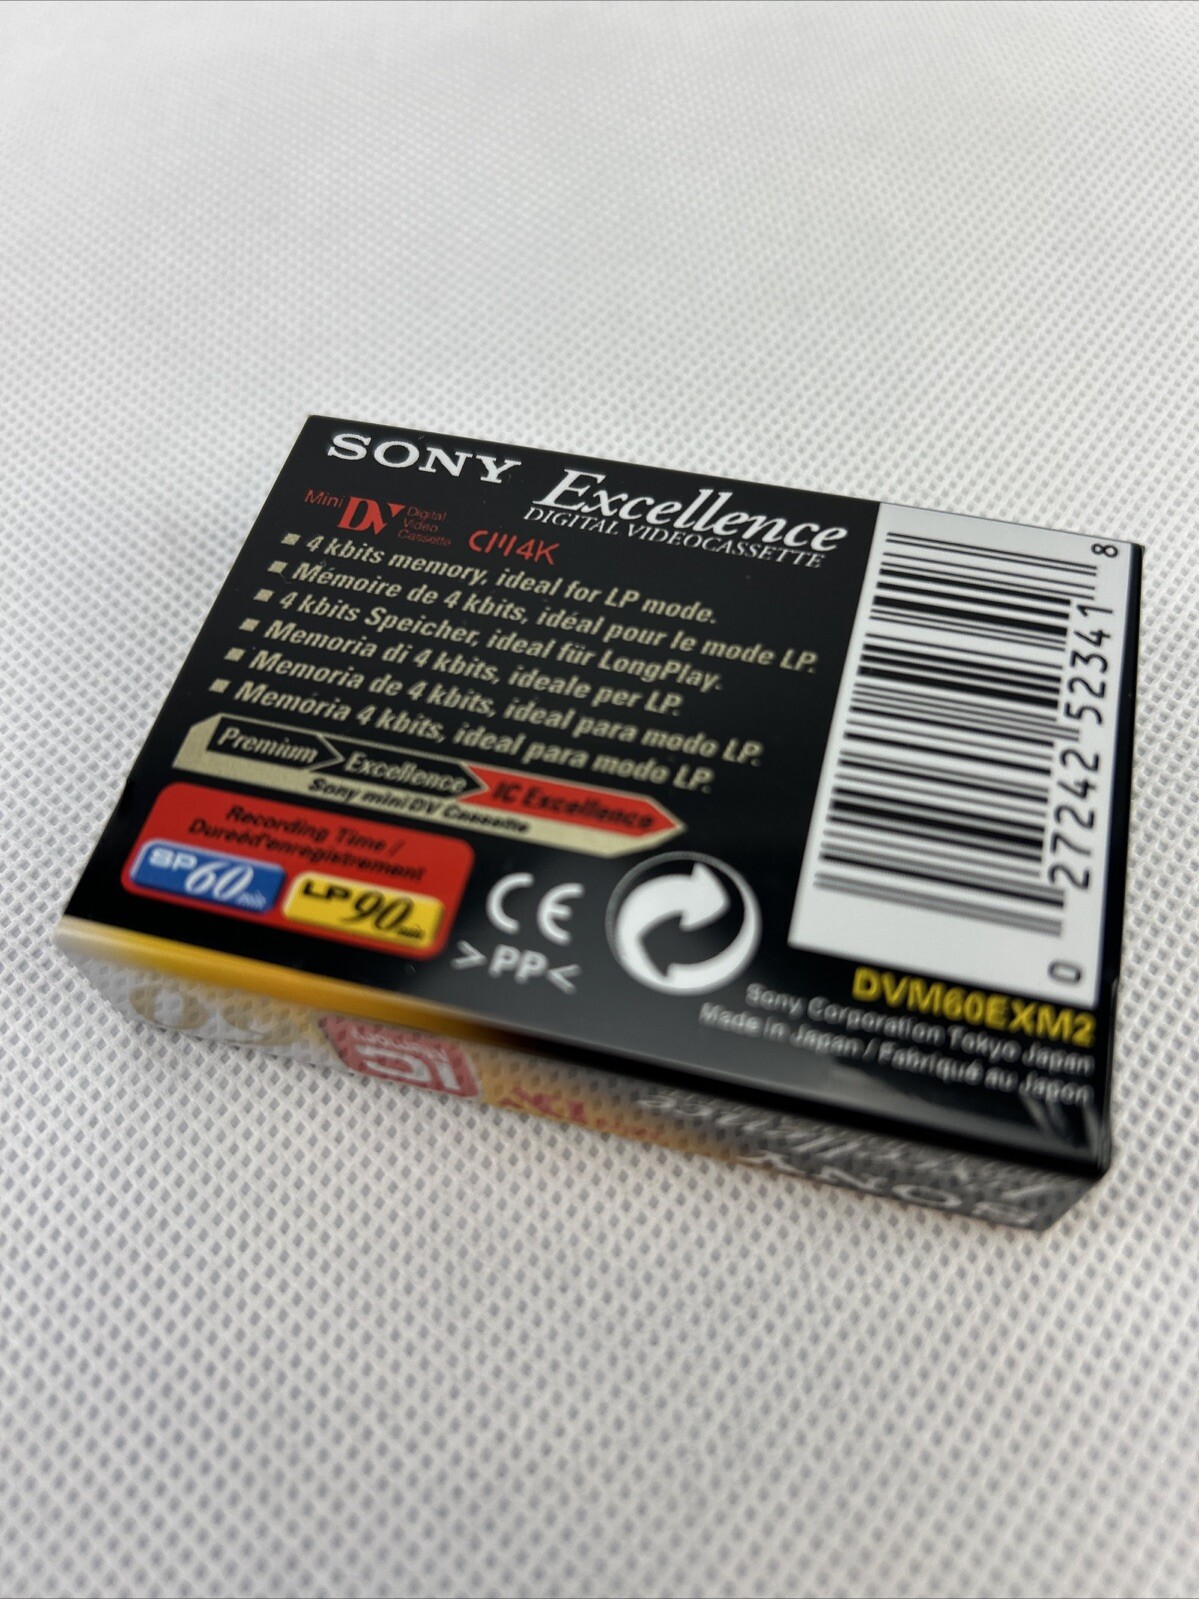 SONY Excellence
DIGITAL VIDEOCASSETTE
Mini DV Digital Video Cassette CM4K
4 kbits memory, ideal for LP mode.
Mémoire de 4 kbits, idéal pour le mode LP.
4 kbits Speicher, ideal für LongPlay.
Memoria di 4 kbits, ideale per LP.
Memoria de 4 kbits, ideal para modo LP.
Memória 4 kbits, ideal para modo LP.
Premium Excellence IC Excellence
Sony mini DV Cassette
Recording Time /
Dureéd'enregistrement
SP 60 min LP 90 min
CE
>PP<
8
0 27242 52341
0
DVM60EXM2
Sony Corporation Tokyo Japan
Made in Japan / Fabriqué au Japon
60
SONY